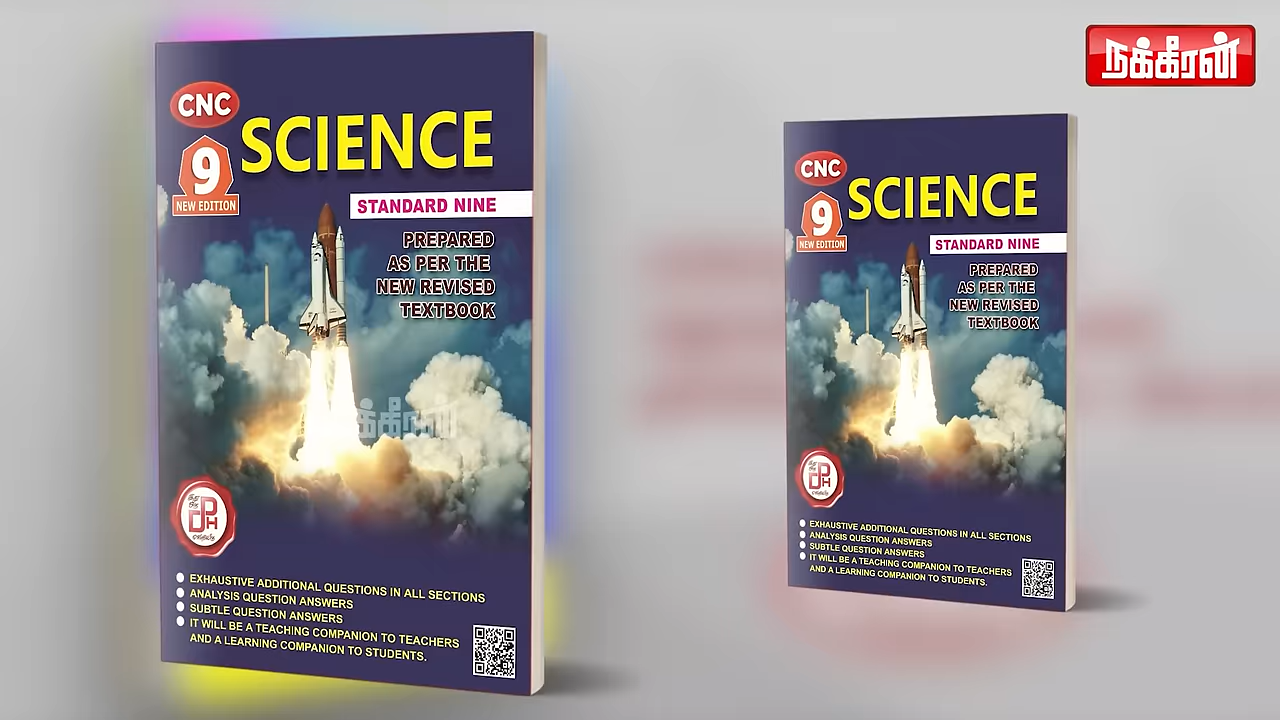 CNC
SCIENCE
9
NEW EDITION
STANDARD NINE
PREPARED
AS PER THE
NEW REVISED
TEXTBOOK
நக்கீரன்
DPH
EXHAUSTIVE ADDITIONAL QUESTIONS IN ALL SECTIONS
ANALYSIS QUESTION ANSWERS
SUBTLE QUESTION ANSWERS
IT WILL BE A TEACHING COMPANION TO TEACHERS
AND A LEARNING COMPANION TO STUDENTS.
நக்கீரன்
CNC
SCIENCE
9
NEW EDITION
STANDARD NINE
PREPARED
AS PER THE
NEW REVISED
TEXTBOOK
DPH
EXHAUSTIVE ADDITIONAL QUESTIONS IN ALL SECTIONS
ANALYSIS QUESTION ANSWERS
SUBTLE QUESTION ANSWERS
IT WILL BE A TEACHING COMPANION TO TEACHERS
AND A LEARNING COMPANION TO STUDENTS.